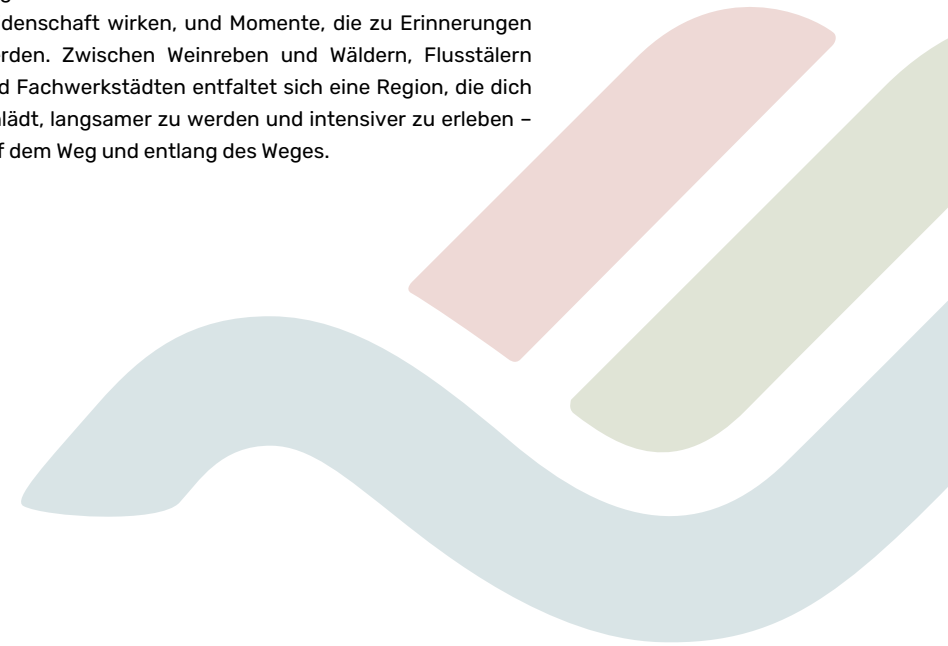 denschaft wirken, und Momente, die zu Erinnerungen
rden. Zwischen Weinreben und Wäldern, Flusstälern
d Fachwerkstädten entfaltet sich eine Region, die dich
lädt, langsamer zu werden und intensiver zu erleben –
f dem Weg und entlang des Weges.